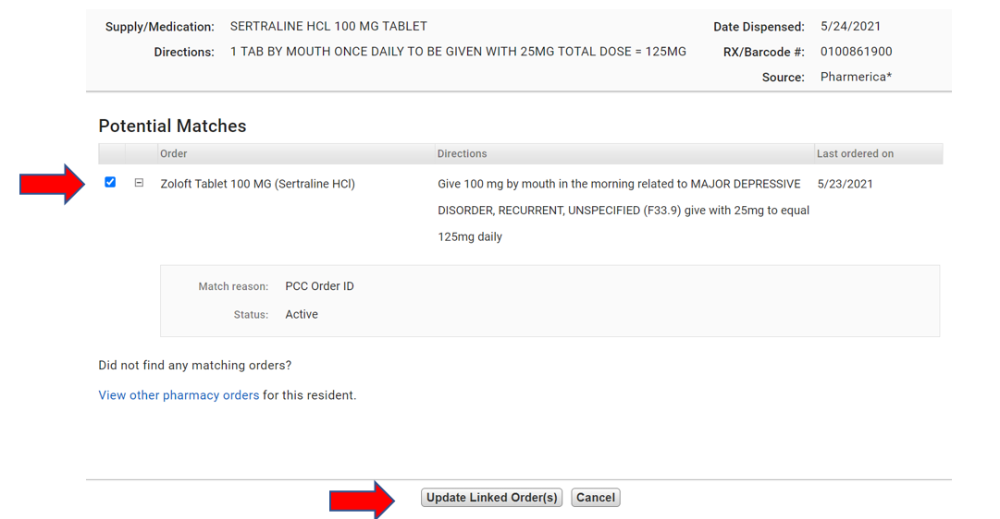 Supply/Medication: SERTRALINE HCL 100 MG TABLET Date Dispensed: 5/24/2021
Directions: 1 TAB BY MOUTH ONCE DAILY TO BE GIVEN WITH 25MG TOTAL DOSE = 125MG RX/Barcode #: 0100861900
Source: Pharmerica*
Potential Matches
Order Directions Last ordered on
Zoloft Tablet 100 MG (Sertraline HCl) Give 100 mg by mouth in the morning related to MAJOR DEPRESSIVE 5/23/2021
DISORDER, RECURRENT, UNSPECIFIED (F33.9) give with 25mg to equal
125mg daily
Match reason: PCC Order ID
Status: Active
Did not find any matching orders?
View other pharmacy orders for this resident.
Update Linked Order(s) Cancel